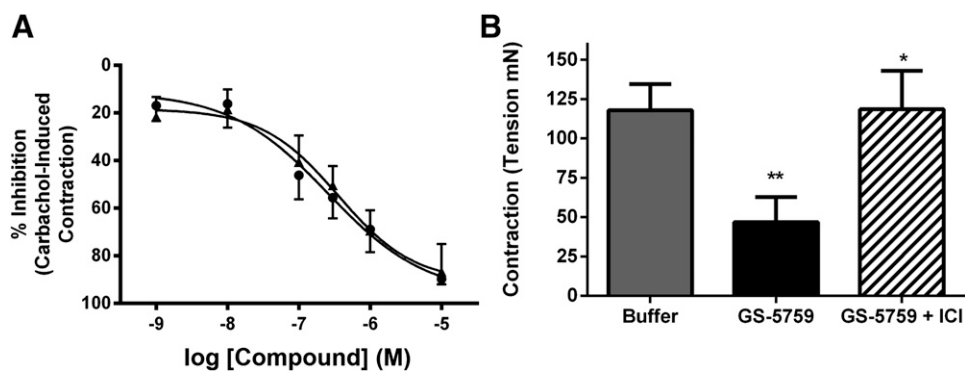 A
% Inhibition
(Carbachol-Induced
Contraction)
0
20
40
60
80
100
-9
-8
-7
-6
-5
log [Compound] (M)
B
Contraction (Tension mN)
150
125
100
75
50
25
0
**
*
Buffer
GS-5759
GS-5759 + ICI